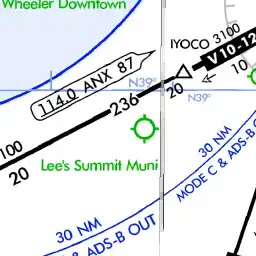 Wheeler Downtown
IYOCO 3100
V10-12
10
114.0 ANX 87
N39°
20
N39°
236
100
20
Lee's Summit Muni
30 NM
MODE C & ADS-B O
30 NM
& ADS-B OUT